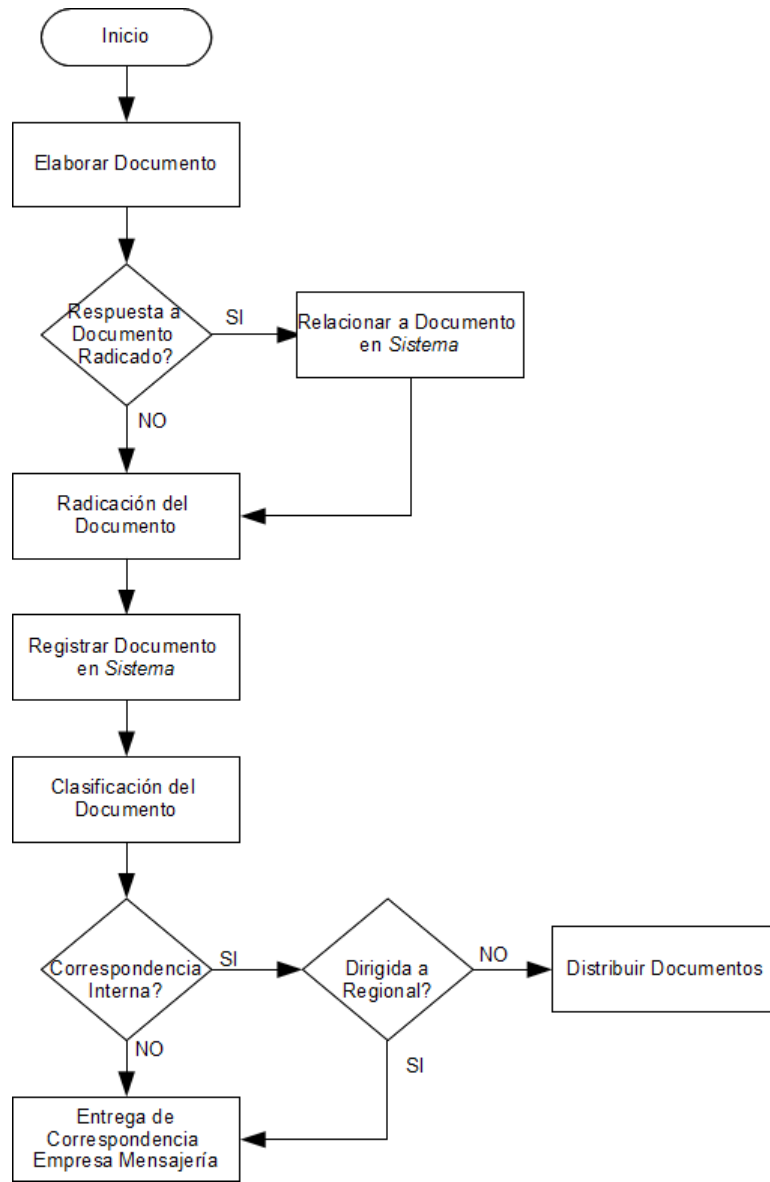 Inicio
Elaborar Documento
Respuesta a
Documento
Radicado?
SI
Relacionar a Documento
en Sistema
NO
Radicación del
Documento
Registrar Documento
en Sistema
Clasificación del
Documento
Correspondencia
Interna?
SI
Dirigida a
Regional?
NO
Distribuir Documentos
NO
SI
Entrega de
Correspondencia
Empresa Mensajería